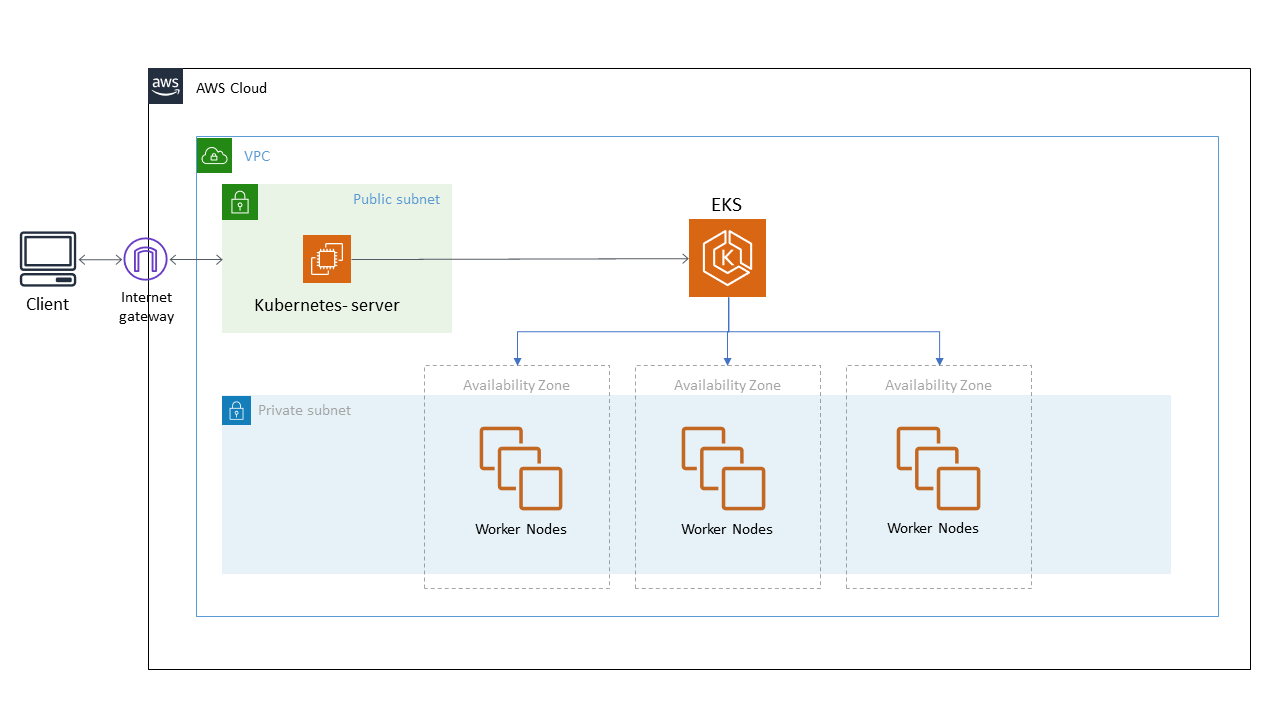 aws
AWS Cloud
VPC
Public subnet
EKS
K
Kubernetes- server
Client
Internet
gateway
Availability Zone
Availability Zone
Availability Zone
Private subnet
Worker Nodes
Worker Nodes
Worker Nodes